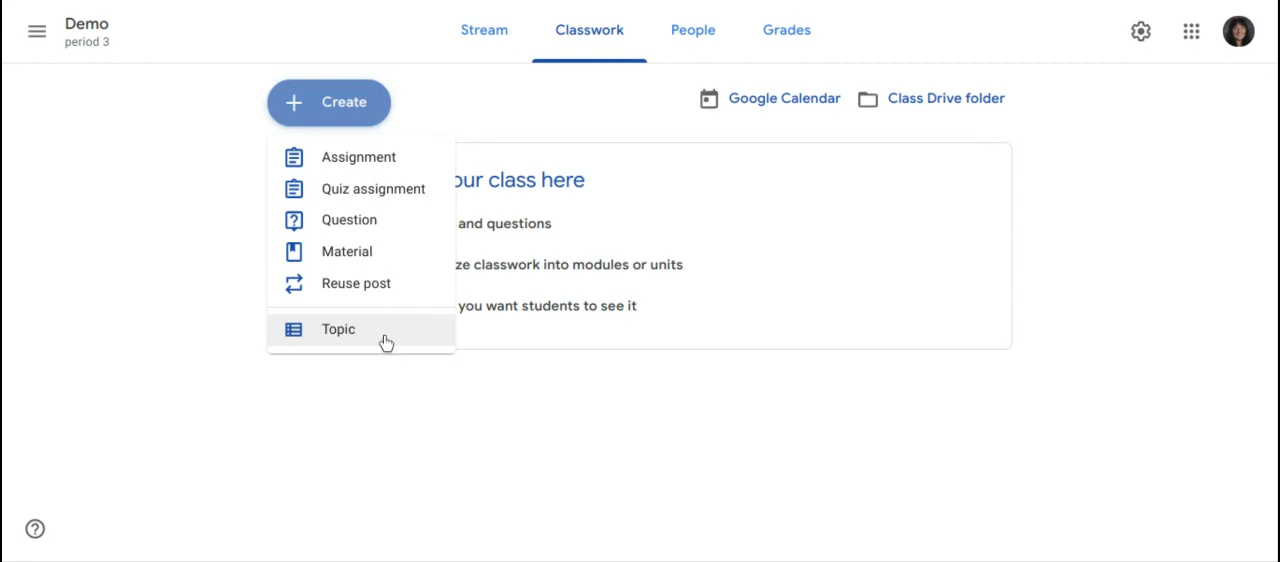 Demo
period 3
Stream
Classwork
People
Grades
Create
Google Calendar
Class Drive folder
Assignment
Quiz assignment
Question
Material
Reuse post
Topic
our class here
and questions
ze classwork into modules or units
you want students to see it